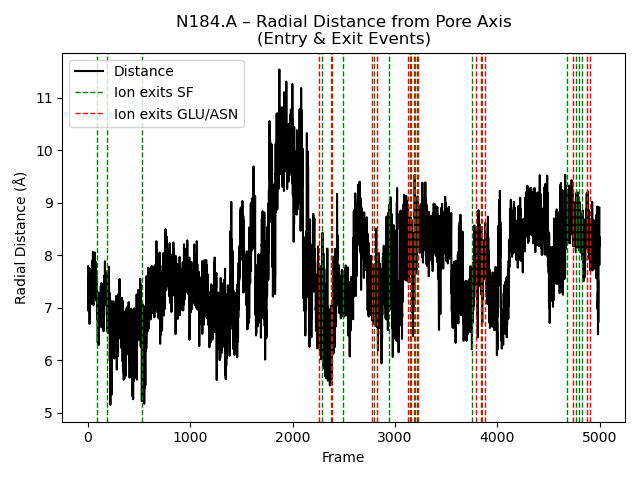 N184.A – Radial Distance from Pore Axis
(Entry & Exit Events)
Distance
Ion exits SF
Ion exits GLU/ASN
Radial Distance (Å)
11
10
9
8
7
6
5
0 1000 2000 3000 4000 5000
Frame